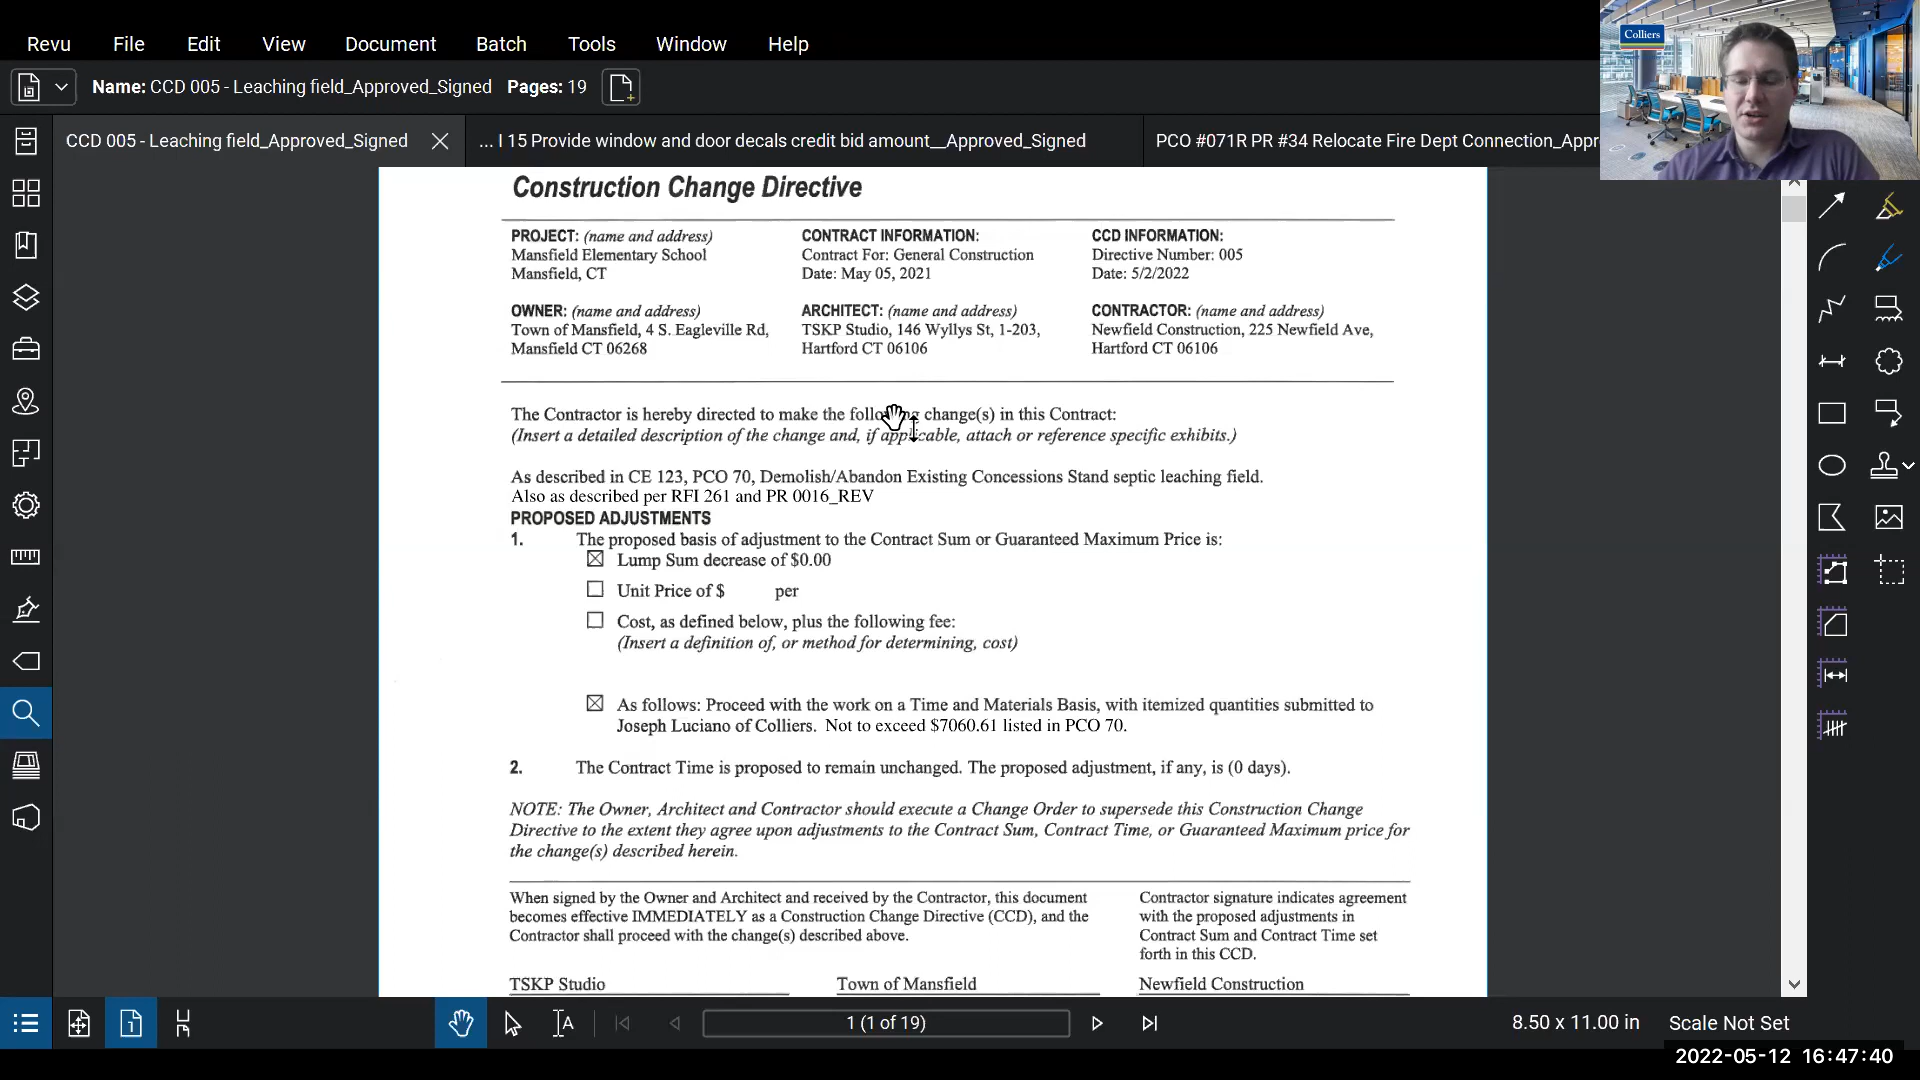 Revu File Edit View Document Batch Tools Window Help
Colliers
Name: CCD 005 - Leaching field_Approved_Signed Pages: 19
CCD 005 - Leaching field_Approved_Signed
... I 15 Provide window and door decals credit bid amount__Approved_Signed
PCO #071R PR #34 Relocate Fire Dept Connection_Appr
Construction Change Directive
PROJECT: (name and address)
Mansfield Elementary School
Mansfield, CT
CONTRACT INFORMATION:
Contract For: General Construction
Date: May 05, 2021
CCD INFORMATION:
Directive Number: 005
Date: 5/2/2022
OWNER: (name and address)
Town of Mansfield, 4 S. Eagleville Rd,
Mansfield CT 06268
ARCHITECT: (name and address)
TSKP Studio, 146 Wyllys St, 1-203,
Hartford CT 06106
CONTRACTOR: (name and address)
Newfield Construction, 225 Newfield Ave,
Hartford CT 06106
The Contractor is hereby directed to make the following change(s) in this Contract:
(Insert a detailed description of the change and, if applicable, attach or reference specific exhibits.)
As described in CE 123, PCO 70, Demolish/Abandon Existing Concessions Stand septic leaching field.
Also as described per RFI 261 and PR 0016_REV
PROPOSED ADJUSTMENTS
1. The proposed basis of adjustment to the Contract Sum or Guaranteed Maximum Price is:
Lump Sum decrease of $0.00
Unit Price of $ per
Cost, as defined below, plus the following fee:
(Insert a definition of, or method for determining, cost)
As follows: Proceed with the work on a Time and Materials Basis, with itemized quantities submitted to
Joseph Luciano of Colliers. Not to exceed $7060.61 listed in PCO 70.
2. The Contract Time is proposed to remain unchanged. The proposed adjustment, if any, is (0 days).
NOTE: The Owner, Architect and Contractor should execute a Change Order to supersede this Construction Change
Directive to the extent they agree upon adjustments to the Contract Sum, Contract Time, or Guaranteed Maximum price for
the change(s) described herein.
When signed by the Owner and Architect and received by the Contractor, this document
becomes effective IMMEDIATELY as a Construction Change Directive (CCD), and the
Contractor shall proceed with the change(s) described above.
Contractor signature indicates agreement
with the proposed adjustments in
Contract Sum and Contract Time set
forth in this CCD.
TSKP Studio
Town of Mansfield
Newfield Construction
1 (1 of 19)
8.50 x 11.00 in
Scale Not Set
2022-05-12 16:47:40